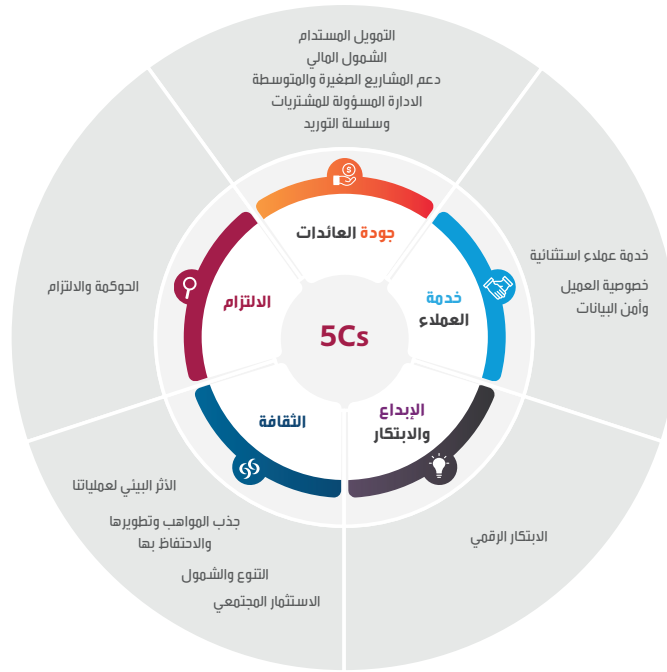 التمويل المستدام
الشمول المالي
دعم المشاريع الصغيرة والمتوسطة
الادارة المسؤولة للمشتريات
وسلسلة التوريد
جودة العائدات
خدمة عملاء استثنائية
خصوصية العميل
وأمن البيانات
خدمة
العملاء
الحوكمة والالتزام
الالتزام
5Cs
الإبداع
والابتكار
الابتكار الرقمي
الثقافة
الأثر البيئي لعملياتنا
جذب المواهب وتطويرها
والاحتفاظ بها
التنوع والشمول
الاستثمار المجتمعي